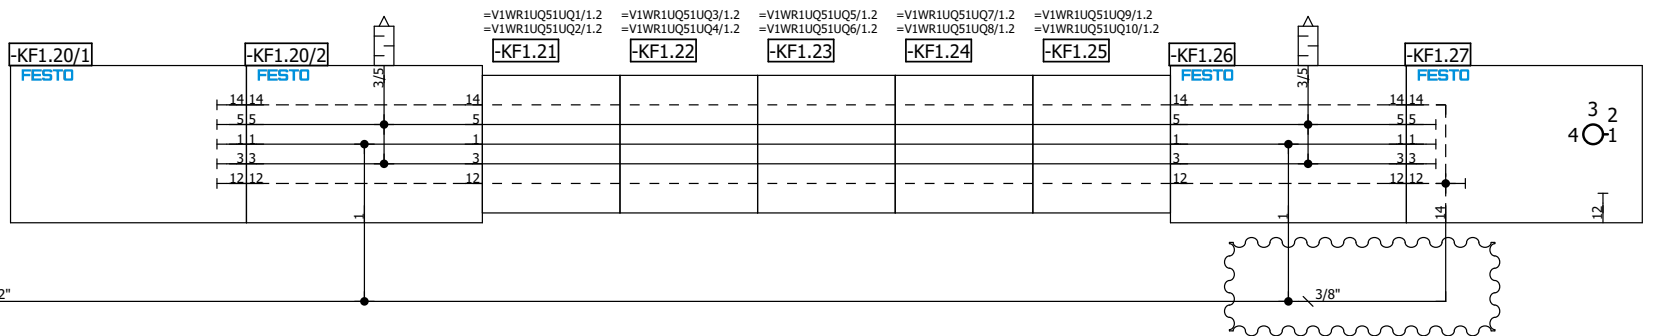 =V1WR1UQ51UQ1/1.2 =V1WR1UQ51UQ3/1.2 =V1WR1UQ51UQ5/1.2 =V1WR1UQ51UQ7/1.2 =V1WR1UQ51UQ9/1.2
=V1WR1UQ51UQ2/1.2 =V1WR1UQ51UQ4/1.2 =V1WR1UQ51UQ6/1.2 =V1WR1UQ51UQ8/1.2 =V1WR1UQ51UQ10/1.2
-KF1.20/1 -KF1.20/2 -KF1.21 -KF1.22 -KF1.23 -KF1.24 -KF1.25 -KF1.26 -KF1.27
FESTO FESTO FESTO FESTO
3/5 3/5
14 14 14 14 14 14
5 5 5 5 5 5
1 1 1 1 1 1
3 3 3 3 3 3
12 12 12 12 12 12
3 2
4 1
1 1 14 12
2" 3/8"